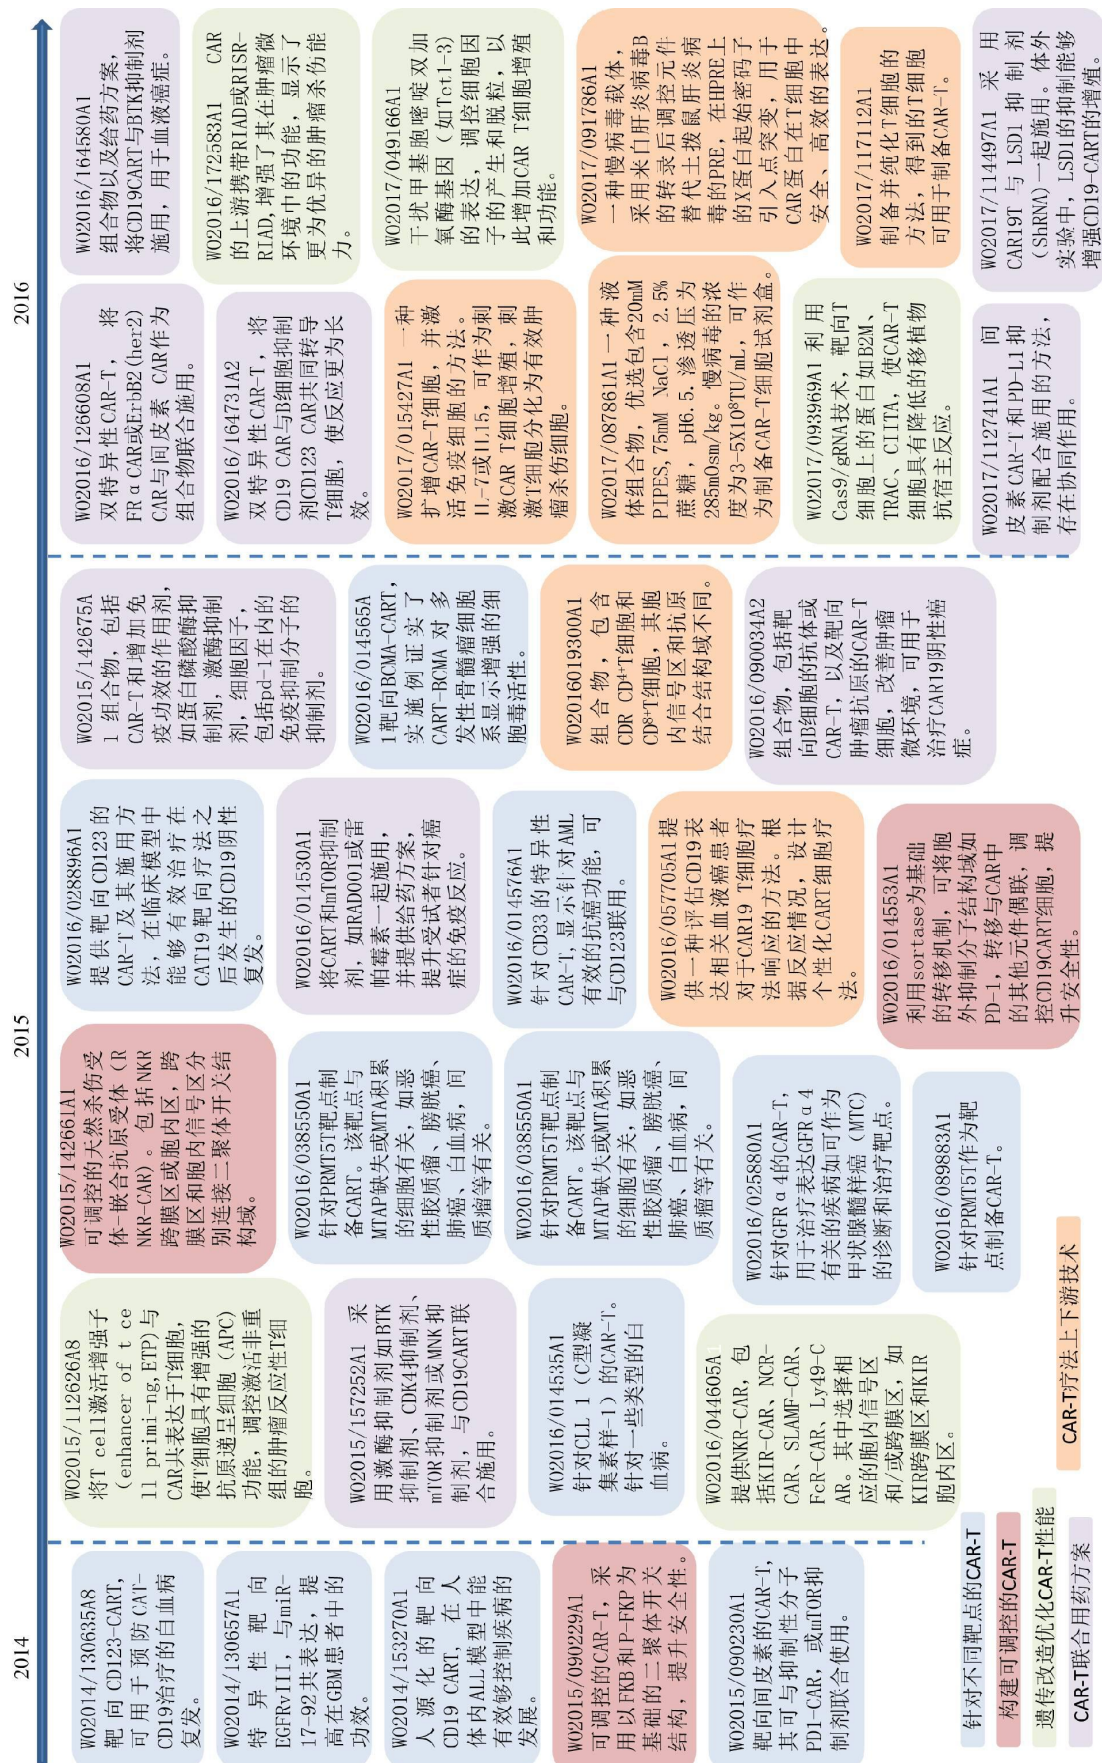 2014
2015
2016
WO2014/130635A8
靶向CD123-CART,
可用于预防CAT-
CD19治疗的白血病
复发。
WO2014/130657A1
特异性靶向
EGFRvIII,与miR-
17-92共表达，提
高在GBM患者中的
功效。
WO2014/153270A1
人源化的靶向
CD19 CART，在人
体内ALL模型中能
有效够控制疾病的
发展。
WO2015/090229A1
可调控的CAR-T，采
用以FKB和P-FKP为
基础的二聚体开关
结构，提升安全性。
WO2015/090230A1
靶向间皮素的CAR-T,
其可与抑制性分子
PD1-CAR，或mTOR抑
制剂联合使用。
WO2015/112626A8
将T cell激活增强子
(enhancer of t ce
ll primi-ng,ETP)与
CAR共表达于T细胞，
使T细胞具有增强的
抗原递呈细胞（APC）
功能，调控激活非重
组的肿瘤反应性T细
胞。
WO2015/157252A1 采
用激酶抑制剂如BTK
抑制剂、CDK4抑制剂、
mTOR抑制剂或MNK抑
制剂，与CD19CART联
合施用。
WO2016/014535A1
针对CLL 1（C型凝
集素样-1）的CAR-T。
针对一些类型的白
血病。
WO2016/044605A1
提供NKR-CAR，包
括KIR-CAR、NCR-
CAR、SLAMF-CAR、
FcR-CAR、Ly49-C
AR。其中选择相
应的胞内信号区
和/或跨膜区，如
KIR跨膜区和KIR
胞内区。
WO2015/142661A1
可调控的天然杀伤受
体-嵌合抗原受体（R
NKR-CAR）。包括NKR
跨膜区或胞内区，跨
膜区和胞内信号区分
别连接二聚体开关结
构域。
WO2016/038550A1
针对PRMT5T靶点制
备CART。该靶点与
MTAP缺失或MTA积累
的细胞有关，如恶
性胶质瘤、膀胱癌、
肺癌、白血病，间
质瘤等有关。
WO2016/038550A1
针对PRMT5T靶点制
备CART。该靶点与
MTAP缺失或MTA积累
的细胞有关，如恶
性胶质瘤、膀胱癌、
肺癌、白血病，间
质瘤等有关。
WO2016/025880A1
针对GFRα4的CAR-T，
用于治疗表达GFRα4
有关的疾病如可作为
甲状腺髓样癌（MTC）
的诊断和治疗靶点。
WO2016/089883A1
针对PRMT5T作为靶
点制备CAR-T。
WO2016/028896A1
提供靶向CD123的
CAR-T及其施用方
法，在临床模型中
能够有效治疗在
CAT19靶向疗法之
后发生的CD19阴性
复发。
WO2016/014530A1
将CART和mTOR抑制
剂，如RAD001或雷
帕霉素一起施用，
并提供给药方案，
提升受试者针对癌
症的免疫反应。
WO2016/014576A1
针对CD33的特异性
CAR-T,显示针对AML
有效的抗癌功能，可
与CD123联用。
WO2016/057705A1提
供一种评估CD19表
达相关血液癌患者
对于CAR19 T细胞疗
法响应的方法。根
据反应情况，设计
个性化CART细胞疗
法。
WO2016/014553A1
利用sortase为基础
的转移机制，可将胞
外抑制分子结构域如
PD-1，转移与CAR中
的其他元件偶联，调
控CD19CART细胞，提
升安全性。
WO2015/142675A
1 组合物，包括
CAR-T和增加免
疫功效的作用剂，
如蛋白磷酸酶抑
制剂，激酶抑制
剂，细胞因子，
包括pd-1在内的
免疫抑制分子的
抑制剂。
WO2016/014565A
1靶向BCMA-CART，
实施例证实了
CART-BCMA对多
发性骨髓瘤细胞
系显示增强的细
胞毒活性。
WO2016019300A1
组合物，包含
CDR CD⁴⁺T细胞和
CD⁸⁺T细胞，其胞
内信号区和抗原
结合结构域不同。
WO2016/090034A2
组合物，包括靶
向B细胞的抗体或
CAR-T，以及靶向
肿瘤抗原的CAR-T
细胞，改善肿瘤
微环境，可用于
治疗CAR19阴性癌
症。
WO2016/126608A1
双特异性CAR-T，将
FRαCAR或ErbB2(her2)
CAR与间皮素 CAR作为
组合物联合施用。
WO2016/164731A2
双特异性CAR-T，将
CD19 CAR与B细胞抑制
剂CD123 CAR共同转导
T细胞，使反应更为长
效。
WO2017/015427A1 一种
扩增CAR-T细胞，并激
活免疫细胞的方法。
IL-7或IL15，可作为刺
激CAR T细胞增殖，刺
激T细胞分化为有效肿
瘤杀伤细胞。
WO2017/087861A1一种液
体组合物，优选包含20mM
PIPES,75mM NaCl，2.5%
蔗糖，pH6.5，渗透压为
285mOsm/kg。慢病毒的浓
度为3-5X10⁸TU/mL，可作
为制备CAR-T细胞试剂盒。
WO2017/093969A1利用
Cas9/gRNA技术，靶向T
细胞上的蛋白如B2M、
TRAC、CIITA，使CAR-T
细胞具有降低的移植物
抗宿主反应。
WO2017/112741A1 间
皮素CAR-T和PD-L1抑
制剂配合施用的方法，
存在协同作用。
WO2016/164580A1
组合物以及给药方案，
将CD19CART与BTK抑制剂
施用，用于血液癌症。
WO2016/172583A1 CAR
的上游携带RIAD或RISR-
RIAD,增强了其在肿瘤微
环境中的功能，显示了
更为优异的肿瘤杀伤能
力。
WO2017/049166A1
干扰甲基胞嘧啶双加
氧酶基因（如Tet1-3）
的表达，调控细胞因
子的产生和脱粒，以
此增加CAR T细胞增殖
和功能。
WO2017/091786A1
一种慢病毒载体，
采用米白肝炎病毒B
的转录后调控元件
替代土拨鼠肝炎病
毒的PRE，在HPRE上
的X蛋白起始密码子
引入点突变，用于
CAR蛋白在T细胞中
安全、高效的表达。
WO2017/117112A1
制备并纯化T细胞的
方法，得到的T细胞
可用于制备CAR-T。
WO2017/114497A1 采用
CAR19T 与 LSD1 抑制剂
（ShRNA）一起施用。体外
实验中，LSD1的抑制能够
增强CD19-CART的增殖。
针对不同靶点的CAR-T
构建可调控的CAR-T
遗传改造优化CAR-T性能
CAR-T联合用药方案
CAR-T疗法上下游技术